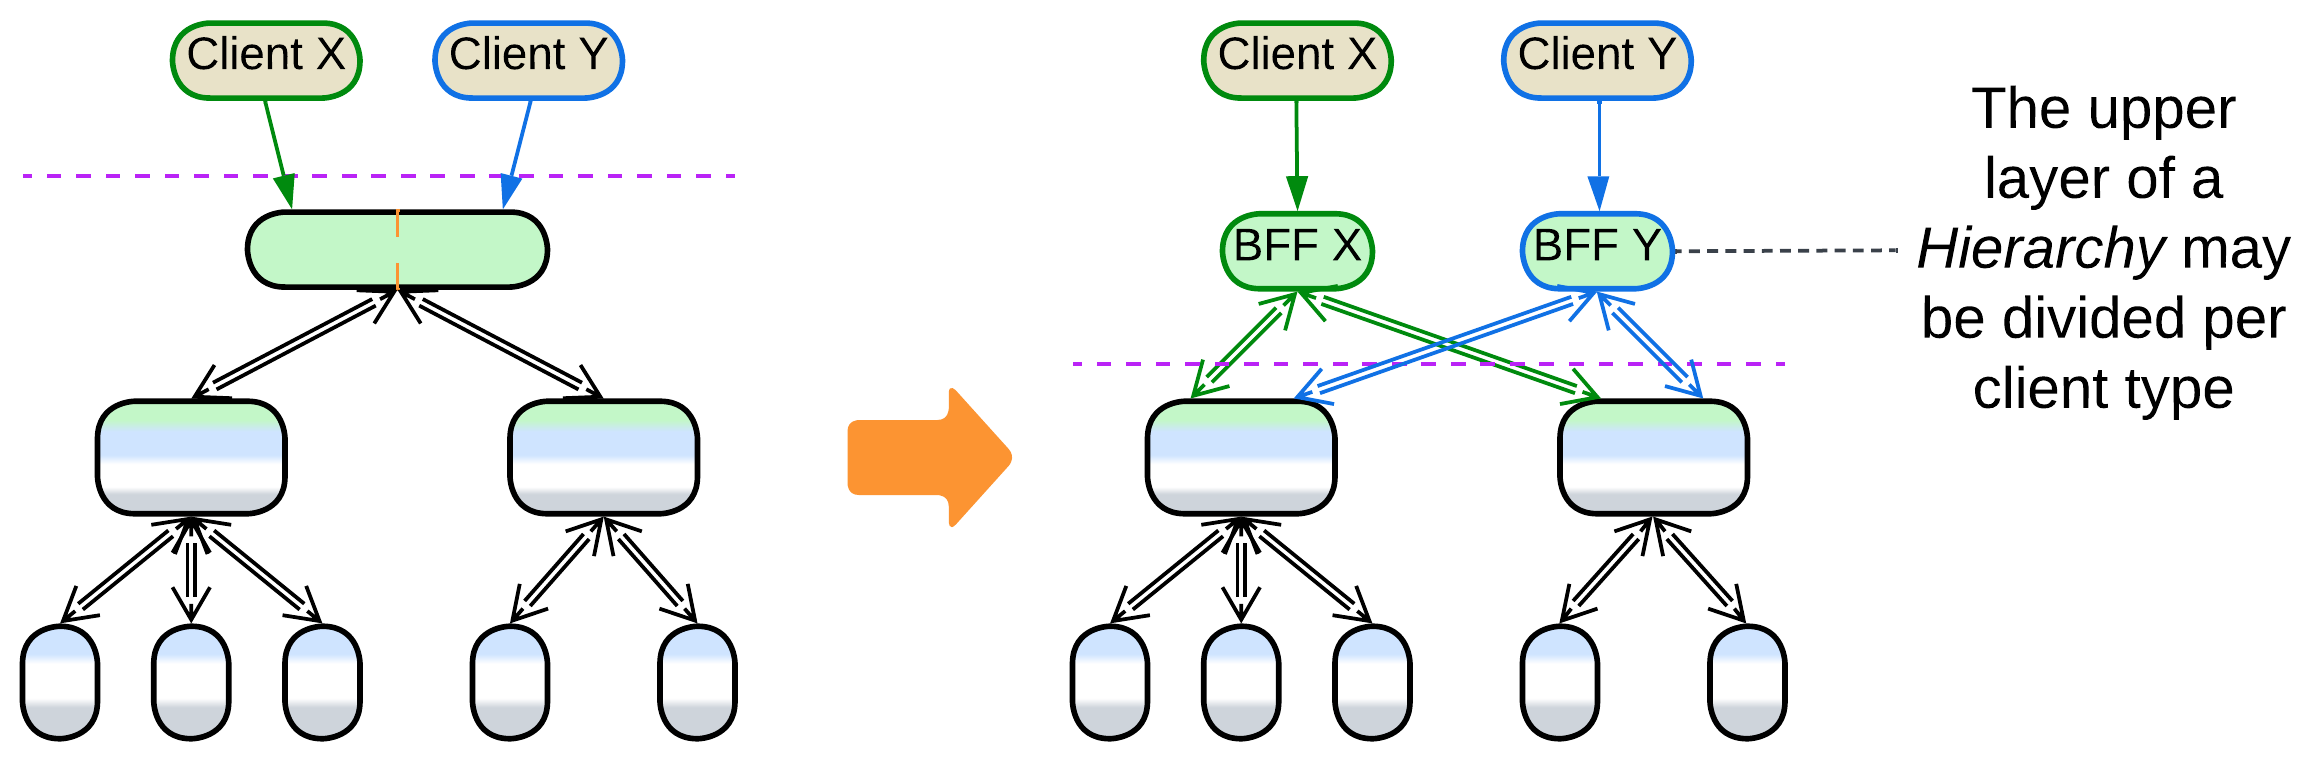 Client X
Client Y
Client X
Client Y
BFF X
BFF Y
The upper
layer of a
Hierarchy may
be divided per
client type